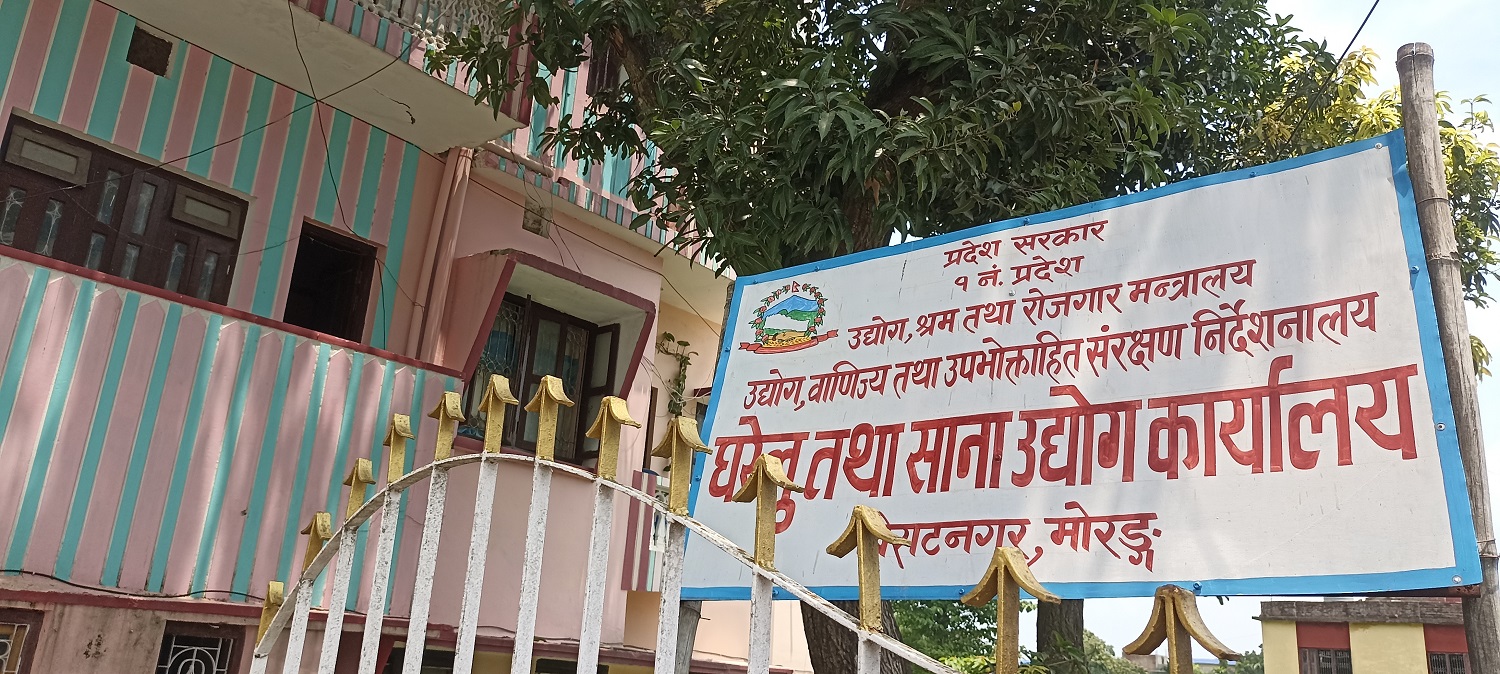 प्रदेश सरकार
१ नं. प्रदेश
उद्योग, श्रम तथा रोजगार मन्त्रालय
उद्योग, वाणिज्य तथा उपभोक्ताहित संरक्षण निर्देशनालय
घरेलु तथा साना उद्योग कार्यालय
मोरङ्ग